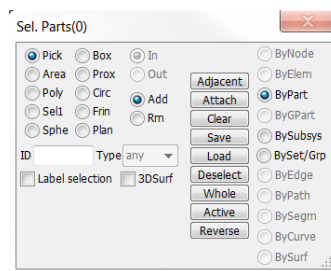 Sel. Parts(0)
X
Pick Box In ByNode
Area Prox Out Adjacent ByElem
Poly Circ Add Attach ByPart
Sel1 Frin Rm Clear ByGPart
Sphe Plan Save BySubsys
ID Type any Load BySet/Grp
Label selection 3DSurf Deselect ByEdge
Whole ByPath
Active BySegm
Reverse ByCurve
BySurf